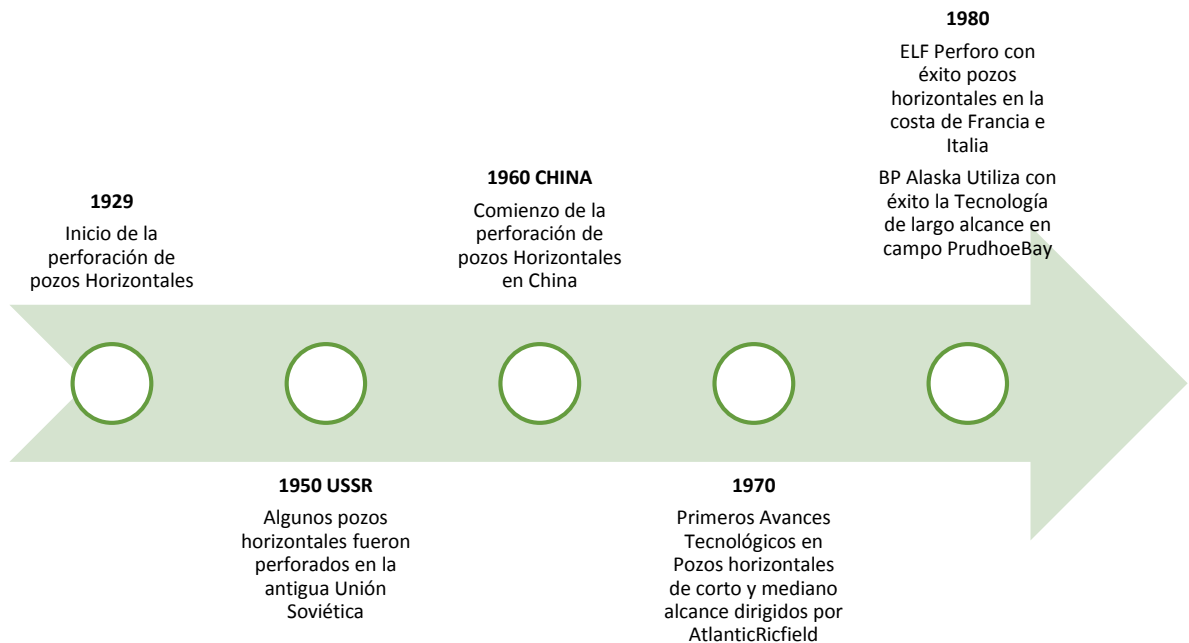 1929
Inicio de la
perforación de
pozos Horizontales
1950 USSR
Algunos pozos
horizontales fueron
perforados en la
antigua Unión
Soviética
1960 CHINA
Comienzo de la
perforación de
pozos Horizontales
en China
1970
Primeros Avances
Tecnológicos en
Pozos horizontales
de corto y mediano
alcance dirigidos por
AtlanticRicfield
1980
ELF Perforo con
éxito pozos
horizontales en la
costa de Francia e
Italia
BP Alaska Utiliza con
éxito la Tecnología
de largo alcance en
campo PrudhoeBay